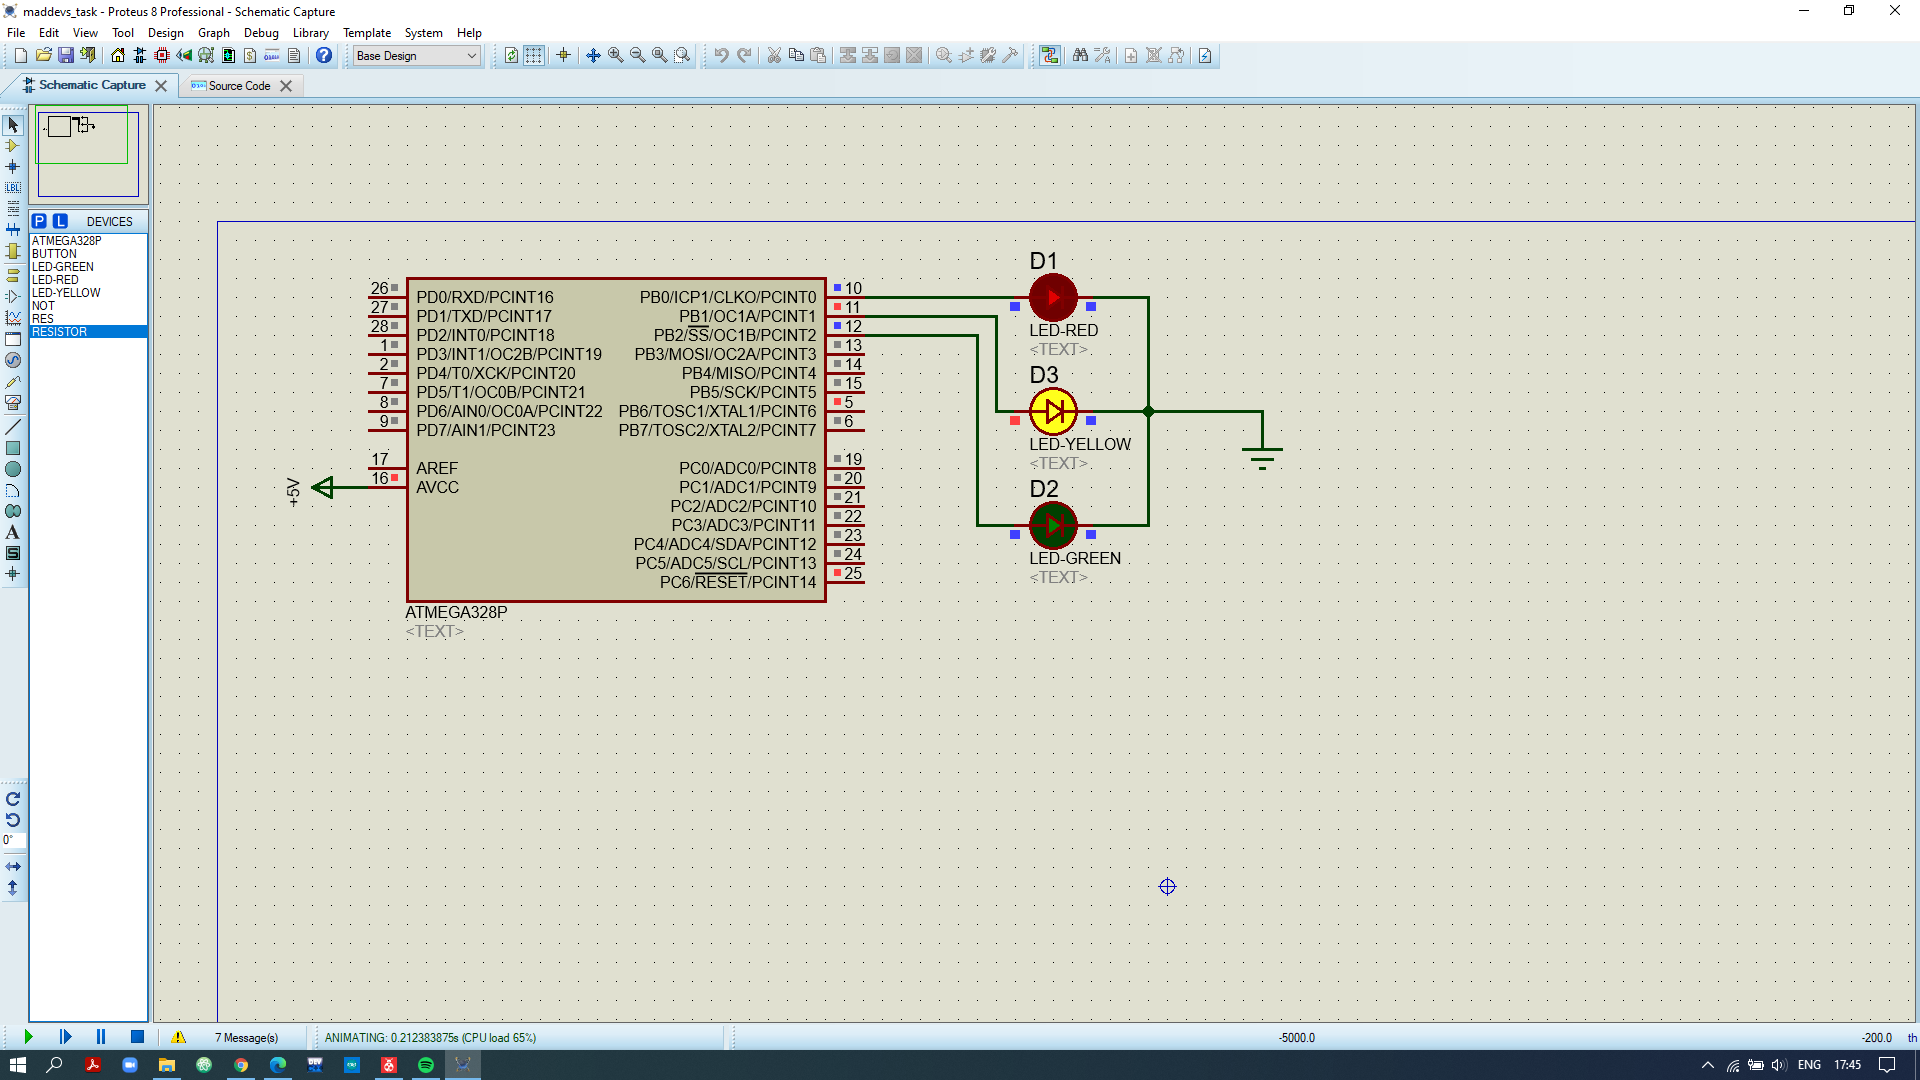 maddevs_task - Proteus 8 Professional - Schematic Capture
File Edit View Tool Design Graph Debug Library Template System Help
Base Design
Schematic Capture
Source Code
P L DEVICES
ATMEGA328P
BUTTON
LED-GREEN
LED-RED
LED-YELLOW
NOT
RES
RESISTOR
LBL
A
S
0°
26 PD0/RXD/PCINT16
27 PD1/TXD/PCINT17
28 PD2/INT0/PCINT18
1 PD3/INT1/OC2B/PCINT19
2 PD4/T0/XCK/PCINT20
7 PD5/T1/OC0B/PCINT21
8 PD6/AIN0/OC0A/PCINT22
9 PD7/AIN1/PCINT23
17 AREF
16 AVCC
+5V
PB0/ICP1/CLKO/PCINT0 10
PB1/OC1A/PCINT1 11
PB2/SS/OC1B/PCINT2 12
PB3/MOSI/OC2A/PCINT3 13
PB4/MISO/PCINT4 14
PB5/SCK/PCINT5 15
PB6/TOSC1/XTAL1/PCINT6 5
PB7/TOSC2/XTAL2/PCINT7 6
PC0/ADC0/PCINT8 19
PC1/ADC1/PCINT9 20
PC2/ADC2/PCINT10 21
PC3/ADC3/PCINT11 22
PC4/ADC4/SDA/PCINT12 23
PC5/ADC5/SCL/PCINT13 24
PC6/RESET/PCINT14 25
ATMEGA328P
<TEXT>
D1
LED-RED
<TEXT>
D3
LED-YELLOW
<TEXT>
D2
LED-GREEN
<TEXT>
7 Message(s)
ANIMATING: 0.212383875s (CPU load 65%)
-5000.0
-200.0
th
ENG
17:45